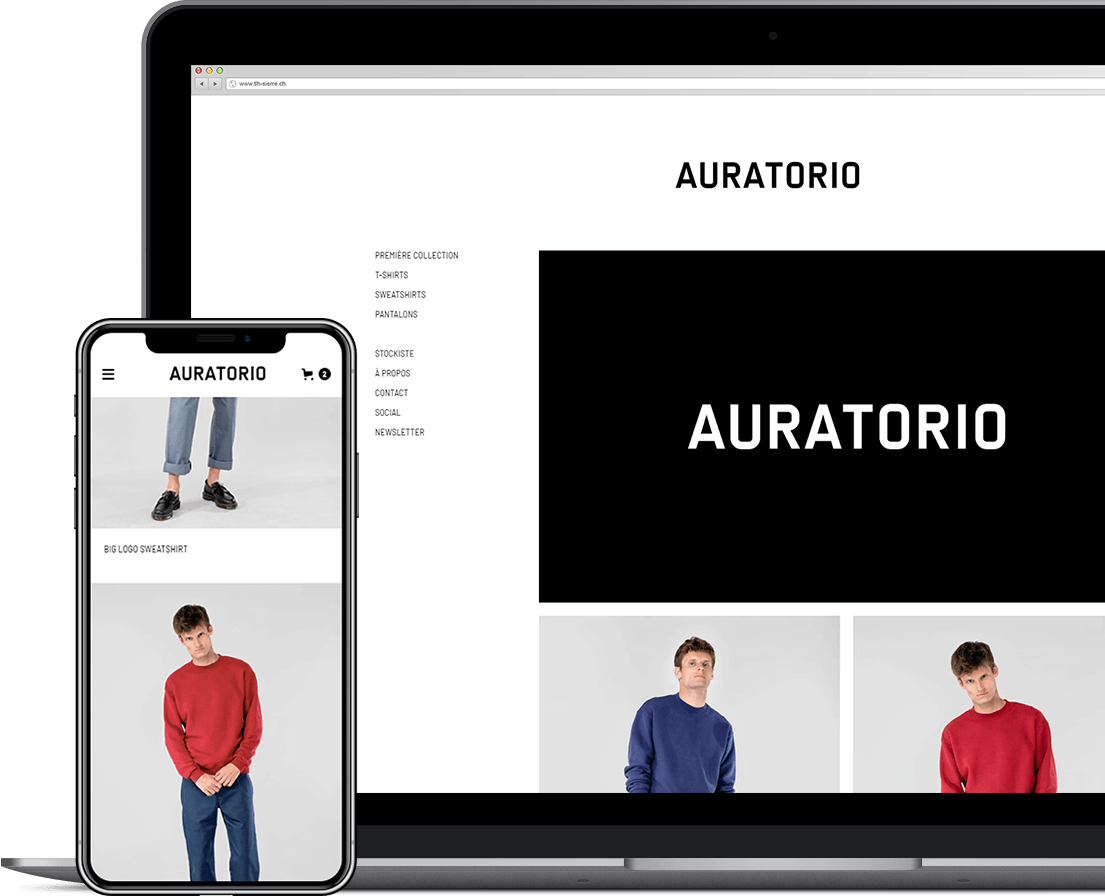 www.tlh-sierre.ch
AURATORIO
PREMIÈRE COLLECTION
T-SHIRTS
SWEATSHIRTS
PANTALONS
STOCKISTE
À PROPOS
CONTACT
SOCIAL
NEWSLETTER
AURATORIO
AURATORIO
2
BIG LOGO SWEATSHIRT